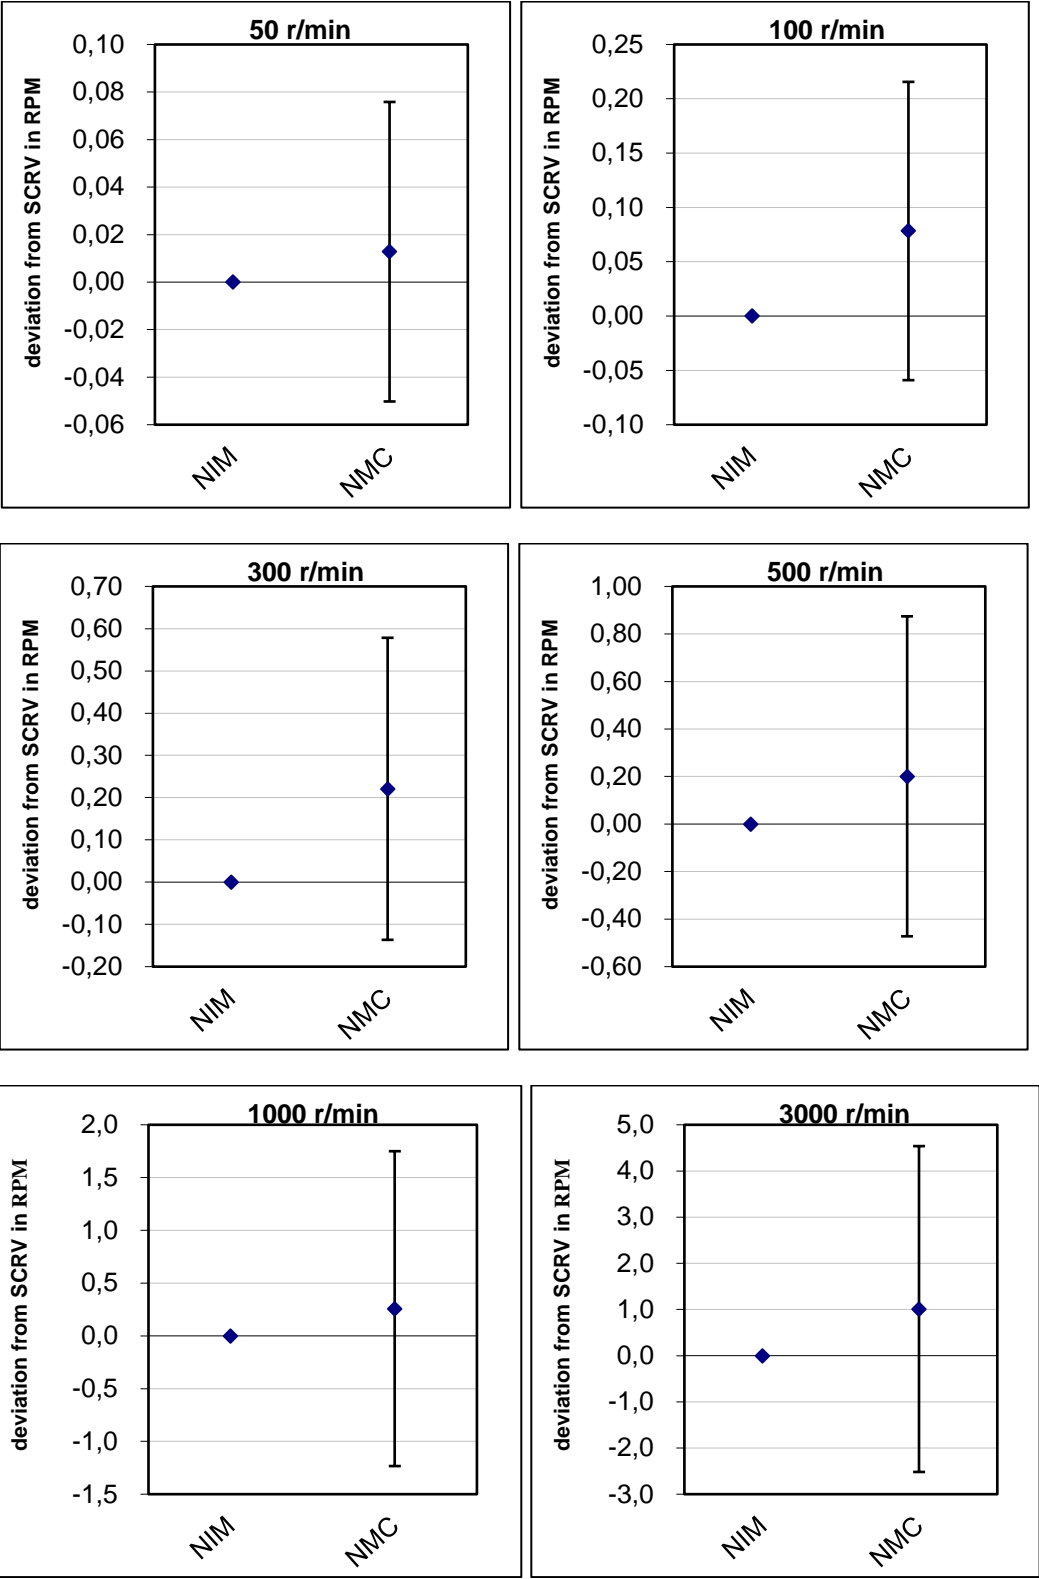 50 r/min
deviation from SCRV in RPM
0,10
0,08
0,06
0,04
0,02
0,00
-0,02
-0,04
-0,06
NIM
NMC
100 r/min
deviation from SCRV in RPM
0,25
0,20
0,15
0,10
0,05
0,00
-0,05
-0,10
NIM
NMC
300 r/min
deviation from SCRV in RPM
0,70
0,60
0,50
0,40
0,30
0,20
0,10
0,00
-0,10
-0,20
NIM
NMC
500 r/min
deviation from SCRV in RPM
1,00
0,80
0,60
0,40
0,20
0,00
-0,20
-0,40
-0,60
NIM
NMC
1000 r/min
deviation from SCRV in RPM
2,0
1,5
1,0
0,5
0,0
-0,5
-1,0
-1,5
NIM
NMC
3000 r/min
deviation from SCRV in RPM
5,0
4,0
3,0
2,0
1,0
0,0
-1,0
-2,0
-3,0
NIM
NMC